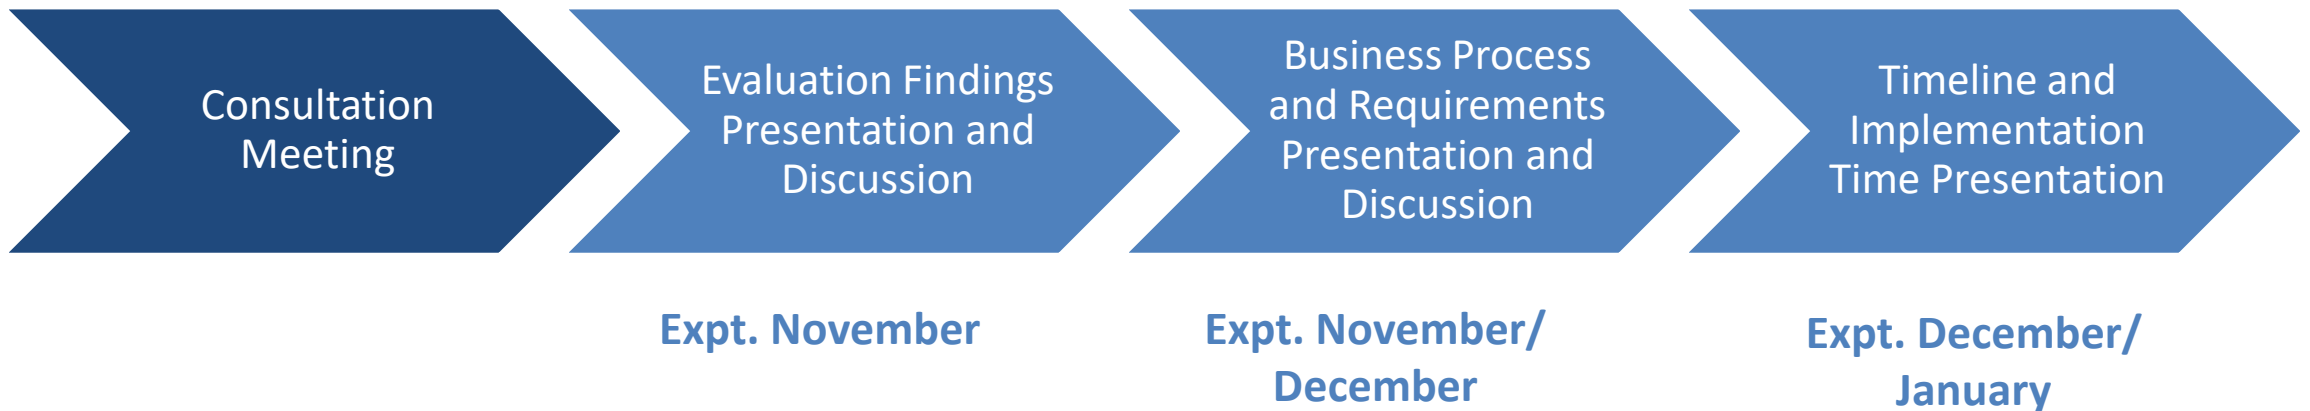 Consultation
Meeting
Evaluation Findings
Presentation and
Discussion
Business Process
and Requirements
Presentation and
Discussion
Timeline and
Implementation
Time Presentation
Expt. November
Expt. November/
December
Expt. December/
January